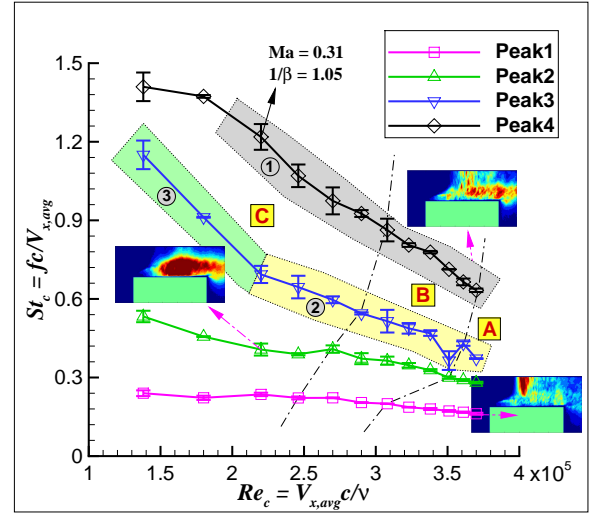 Ma = 0.31
1/β = 1.05
Peak1
Peak2
Peak3
Peak4
1.5
1.2
0.9
0.6
0.3
0
St_c = fc/V_x,avg
1
3
2
C
B
A
1 1.5 2 2.5 3 3.5 4 x10^5
Re_c = V_x,avg c/ν